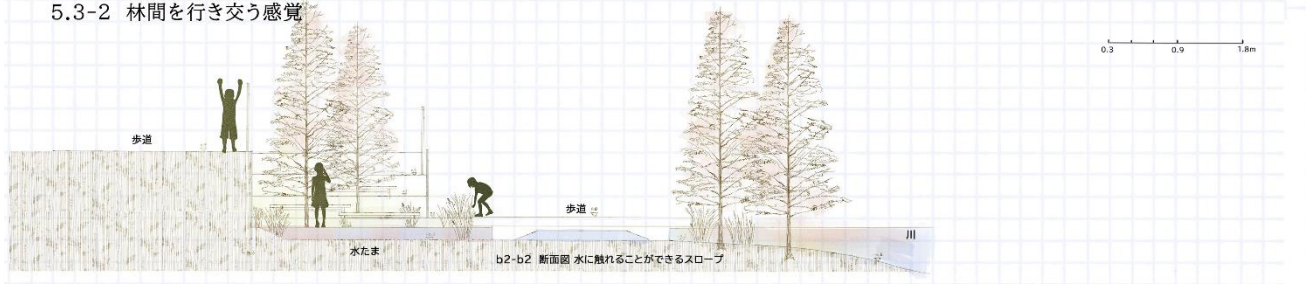 5.3-2 林間を行き交う感覚
0.3 0.9 1.8m
歩道
歩道
川
水たま
b2-b2 断面図 水に触れることができるスロープ